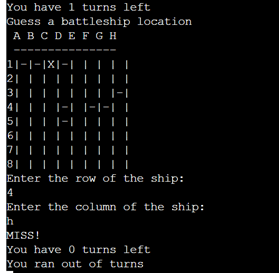 You have 1 turns left
Guess a battleship location
 A B C D E F G H
 ---------------
1|-|-|X|-| | | | |
2| | | | | | | | |
3| | | | | | | |-|
4| | | |-| |-|-| |
5| | | |-| | | | |
6| | | | | | | | |
7| | | | | | | | |
8| | | | | | | | |
Enter the row of the ship:
4
Enter the column of the ship:
h
MISS!
You have 0 turns left
You ran out of turns